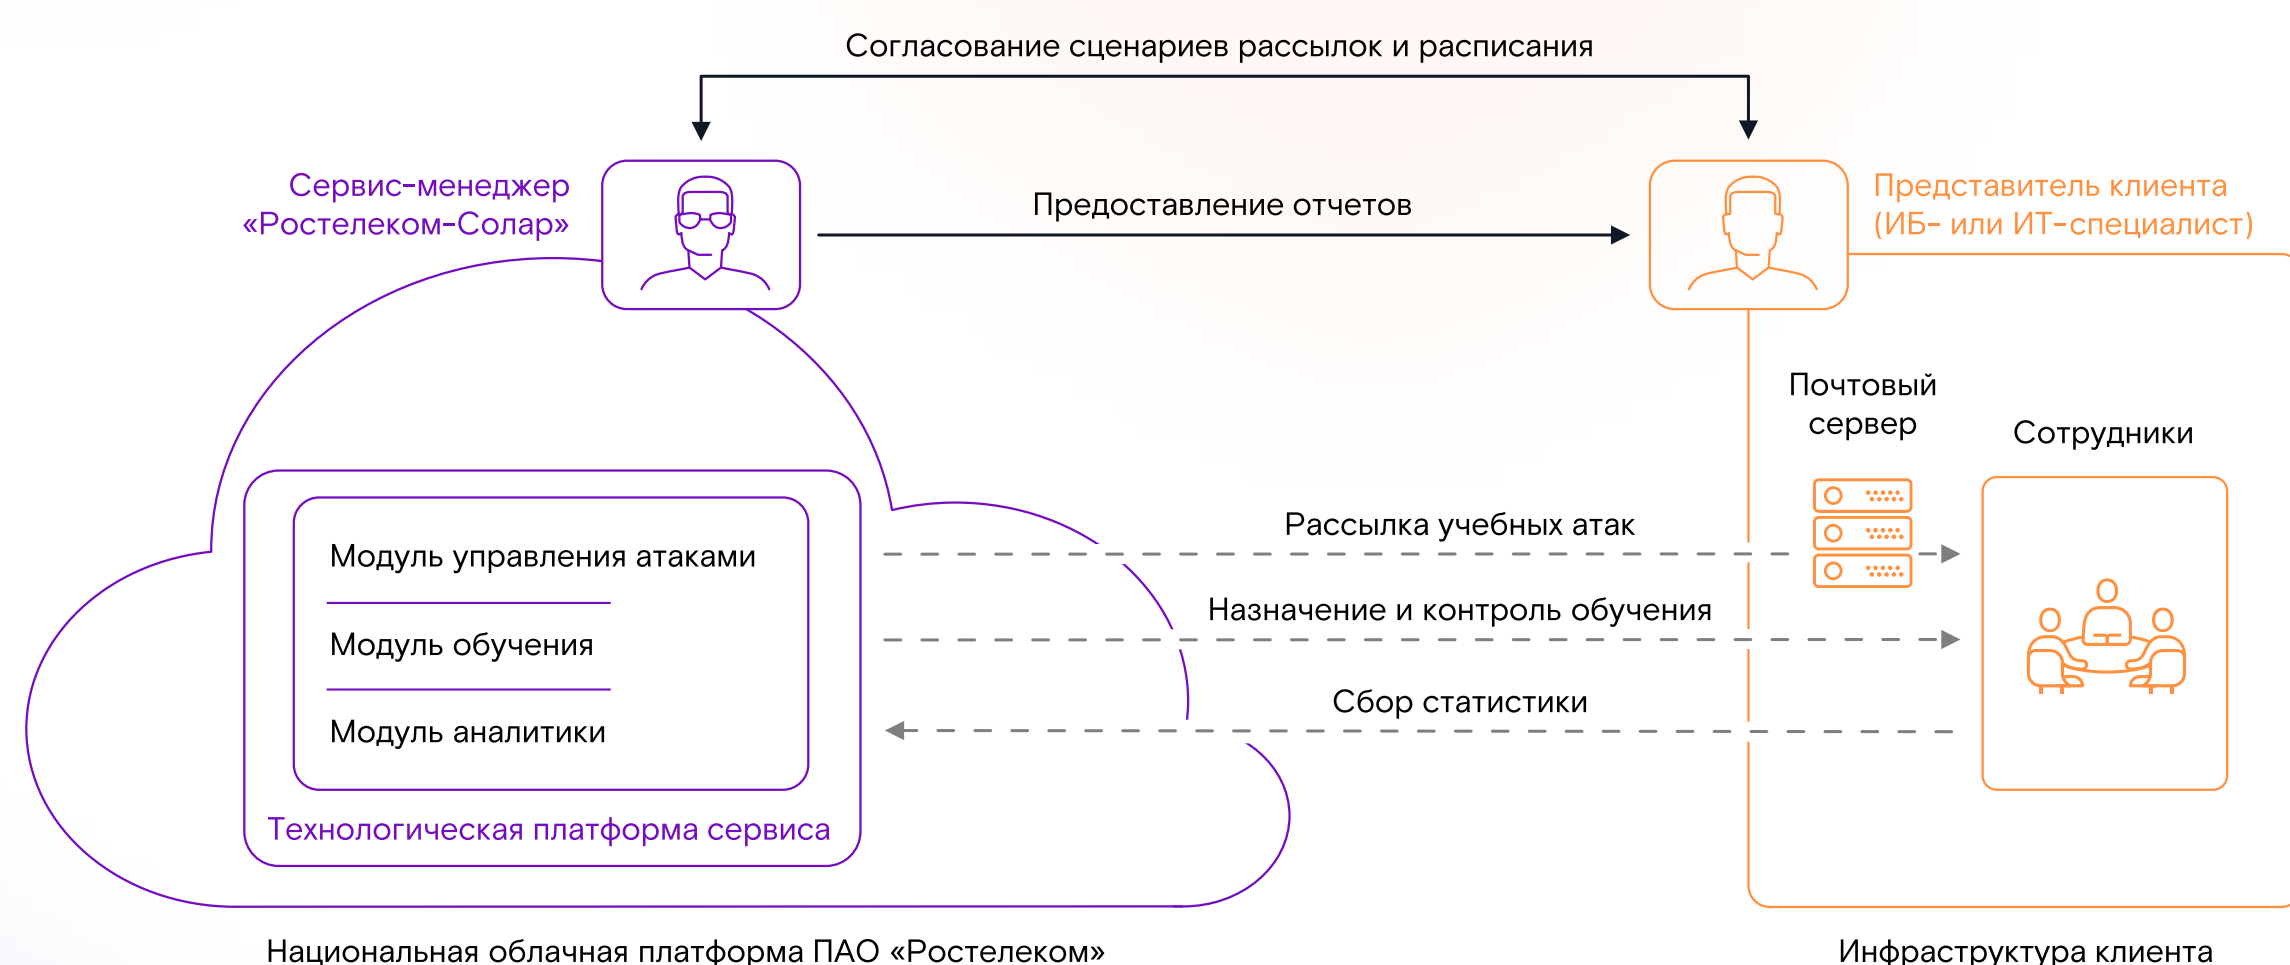 Согласование сценариев рассылок и расписания
Сервис-менеджер
«Ростелеком-Солар»
Предоставление отчетов
Представитель клиента
(ИБ- или ИТ-специалист)
Почтовый
сервер
Сотрудники
Рассылка учебных атак
Модуль управления атаками
Назначение и контроль обучения
Модуль обучения
Сбор статистики
Модуль аналитики
Технологическая платформа сервиса
Национальная облачная платформа ПАО «Ростелеком»
Инфраструктура клиента